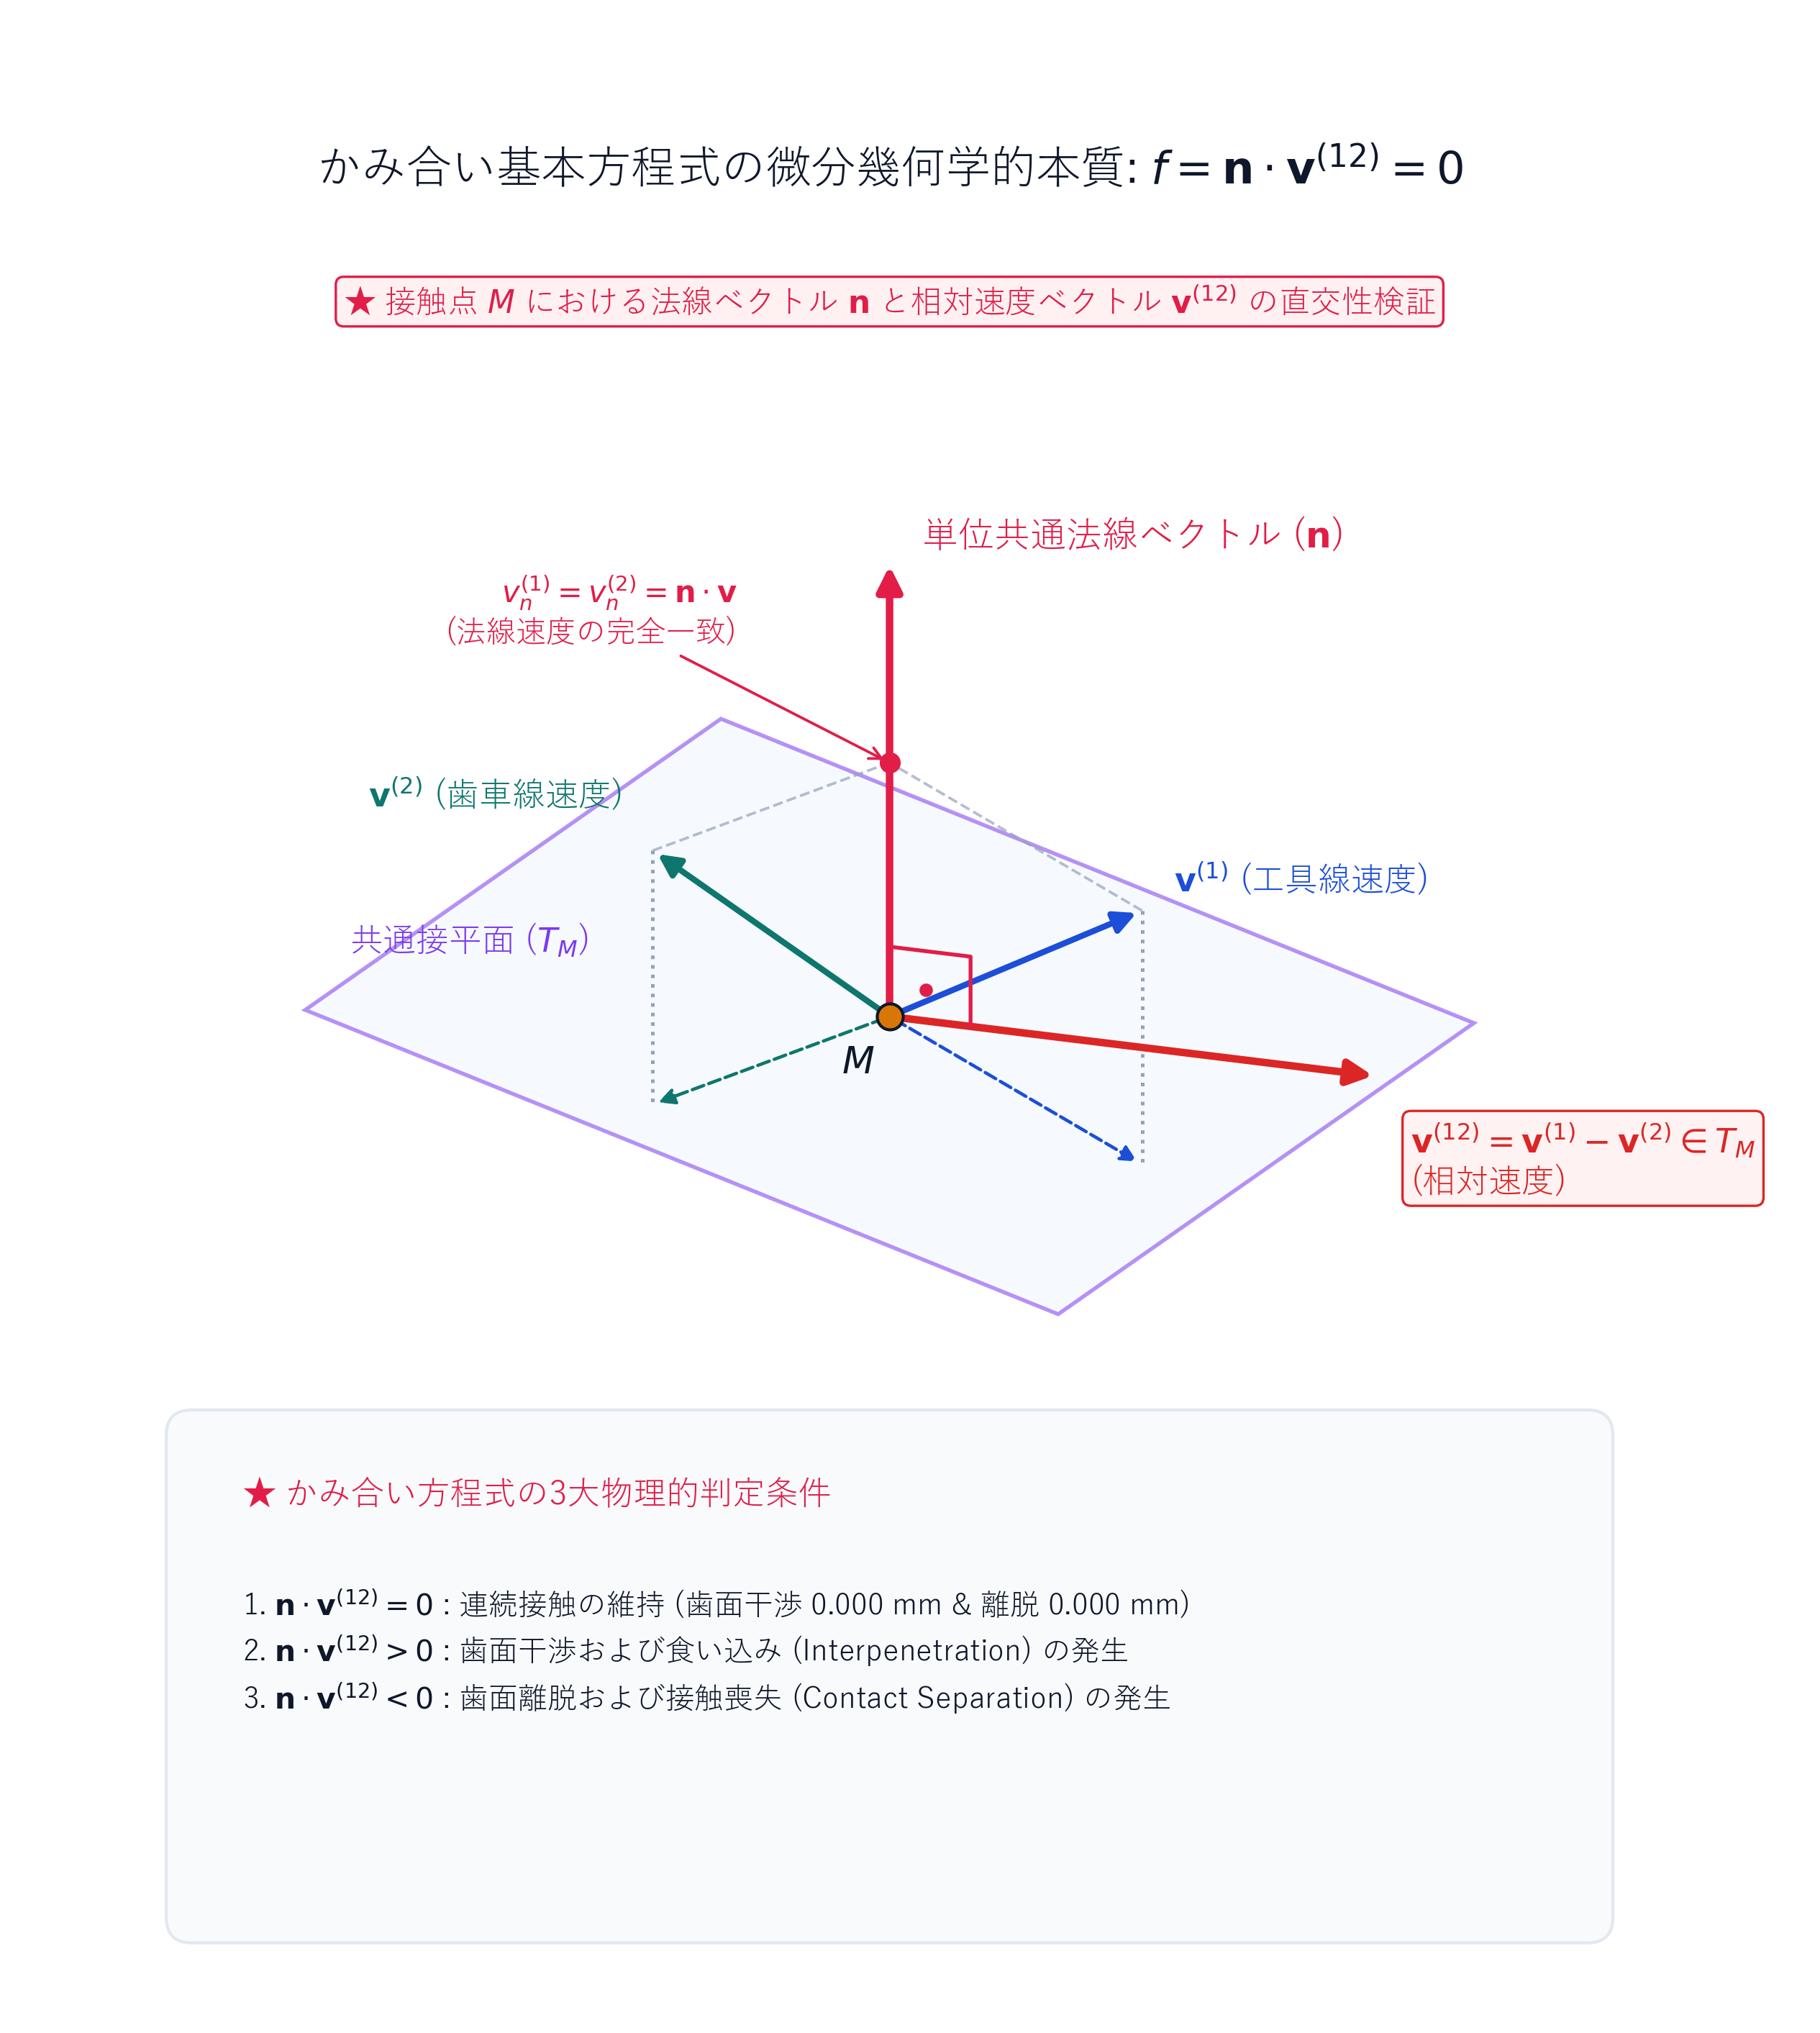 かみ合い基本方程式の微分幾何学的本質: f = n · v⁽¹²⁾ = 0
★ 接触点 M における法線ベクトル n と相対速度ベクトル v⁽¹²⁾ の直交性検証
単位共通法線ベクトル (n)
vₙ⁽¹⁾ = vₙ⁽²⁾ = n · v
(法線速度の完全一致)
v⁽²⁾ (歯車線速度)
v⁽¹⁾ (工具線速度)
共通接平面 (T_M)
M
v⁽¹²⁾ = v⁽¹⁾ − v⁽²⁾ ∈ T_M
(相対速度)
★ かみ合い方程式の3大物理的判定条件
1. n · v⁽¹²⁾ = 0 : 連続接触の維持 (歯面干渉 0.000 mm & 離脱 0.000 mm)
2. n · v⁽¹²⁾ > 0 : 歯面干渉および食い込み (Interpenetration) の発生
3. n · v⁽¹²⁾ < 0 : 歯面離脱および接触喪失 (Contact Separation) の発生